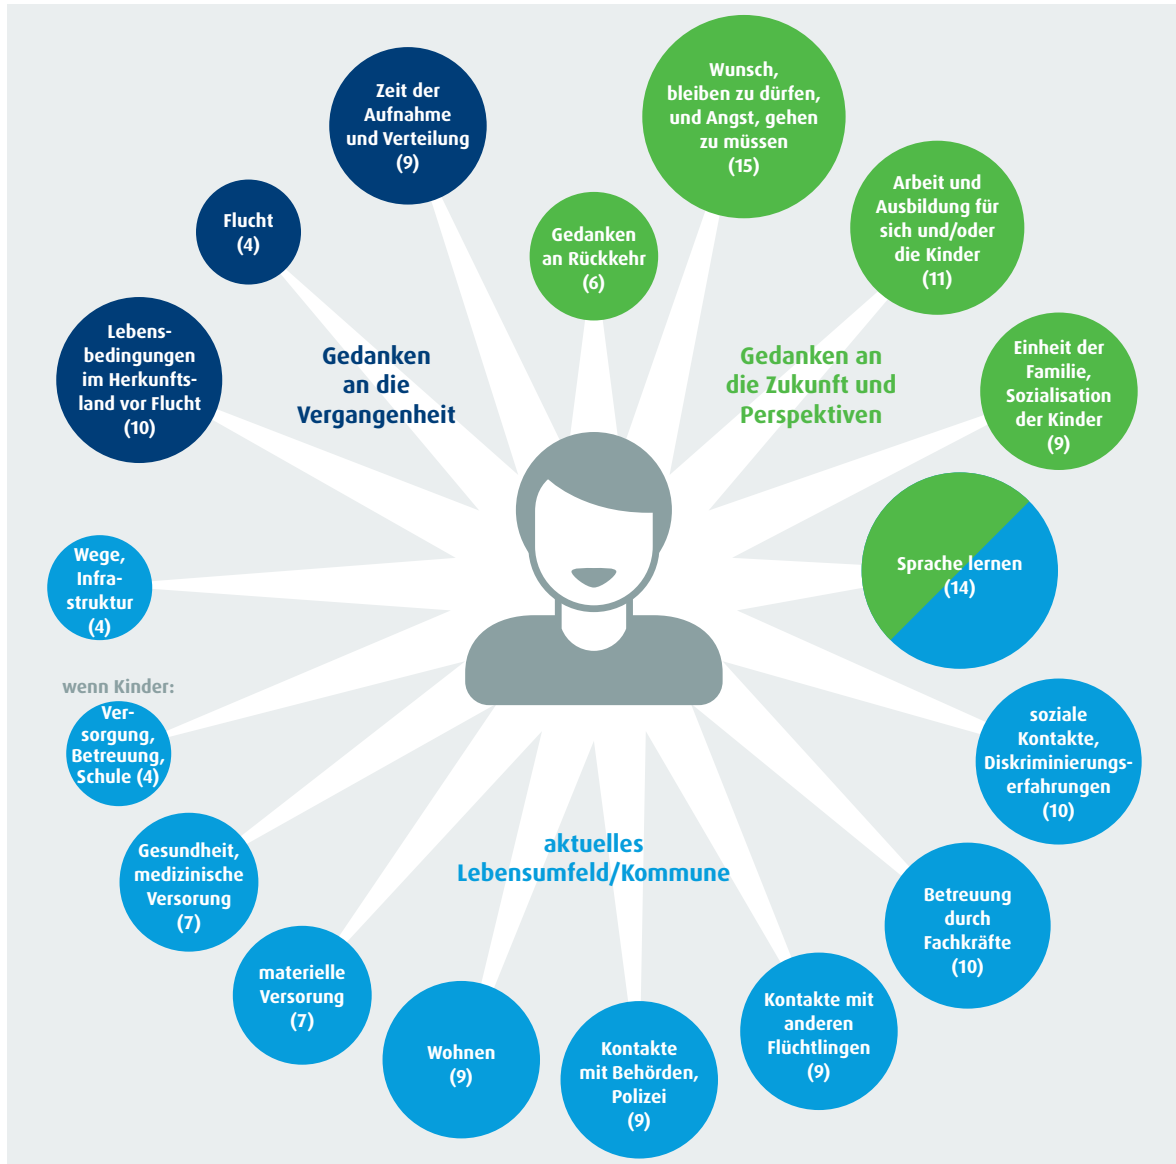 Zeit der
Aufnahme
und Verteilung
(9)
Wunsch,
bleiben zu dürfen,
und Angst, gehen
zu müssen
(15)
Flucht
(4)
Gedanken
an Rückkehr
(6)
Arbeit und
Ausbildung für
sich und/oder
die Kinder
(11)
Lebens-
bedingungen
im Herkunfts-
land vor Flucht
(10)
Gedanken
an die
Vergangenheit
Gedanken an
die Zukunft und
Perspektiven
Einheit der
Familie,
Sozialisation
der Kinder
(9)
Wege,
Infra-
struktur
(4)
Sprache lernen
(14)
wenn Kinder:
Ver-
sorgung,
Betreuung,
Schule (4)
soziale
Kontakte,
Diskriminierungs-
erfahrungen
(10)
Gesundheit,
medizinische
Versorung
(7)
aktuelles
Lebensumfeld/Kommune
Betreuung
durch
Fachkräfte
(10)
materielle
Versorung
(7)
Wohnen
(9)
Kontakte
mit Behörden,
Polizei
(9)
Kontakte mit
anderen
Flüchtlingen
(9)